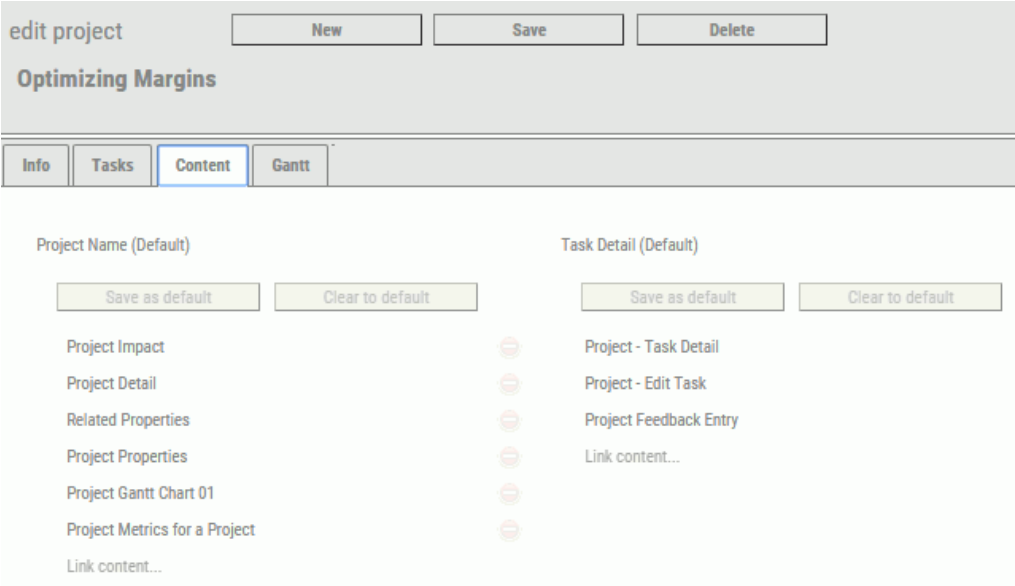 edit project
New
Save
Delete
Optimizing Margins
Info
Tasks
Content
Gantt
Project Name (Default)
Save as default
Clear to default
Project Impact
Project Detail
Related Properties
Project Properties
Project Gantt Chart 01
Project Metrics for a Project
Link content...
Task Detail (Default)
Save as default
Clear to default
Project - Task Detail
Project - Edit Task
Project Feedback Entry
Link content...